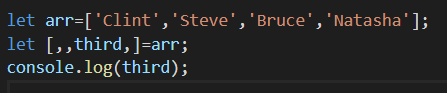 let arr=['Clint','Steve','Bruce','Natasha'];
let [,,third,]=arr;
console.log(third);